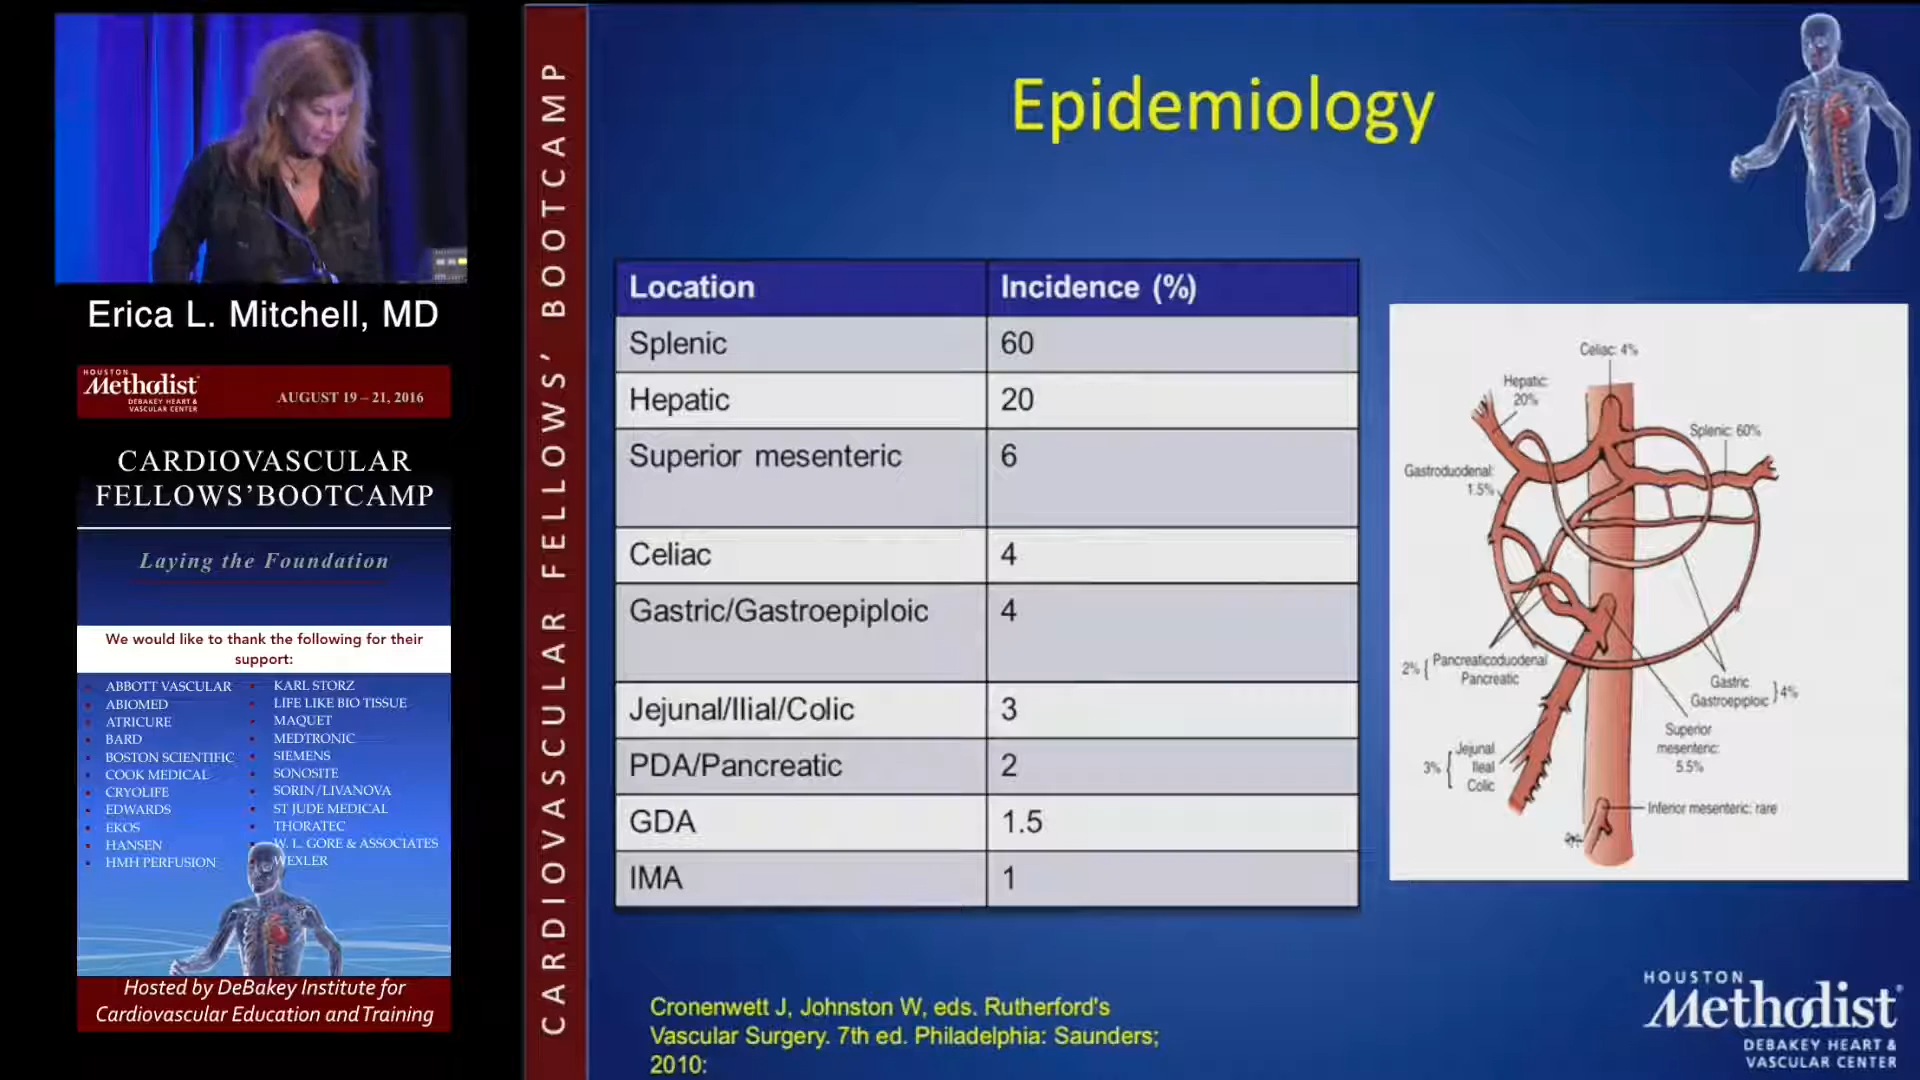 Erica L. Mitchell, MD
HOUSTON
Methodist
DEBAKEY HEART &
VASCULAR CENTER
AUGUST 19 – 21, 2016
CARDIOVASCULAR
FELLOWS’BOOTCAMP
Laying the Foundation
We would like to thank the following for their
support:
ABBOTT VASCULAR
ABIOMED
ATRICURE
BARD
BOSTON SCIENTIFIC
COOK MEDICAL
CRYOLIFE
EDWARDS
EKOS
HANSEN
HMH PERFUSION
KARL STORZ
LIFE LIKE BIO TISSUE
MAQUET
MEDTRONIC
SIEMENS
SONOSITE
SORIN/LIVANOVA
ST JUDE MEDICAL
THORATEC
W. L. GORE & ASSOCIATES
WEXLER
Hosted by DeBakey Institute for
Cardiovascular Education and Training
CARDIOVASCULAR FELLOWS’ BOOTCAMP
Epidemiology
Location Incidence (%)
Splenic 60
Hepatic 20
Superior mesenteric 6
Celiac 4
Gastric/Gastroepiploic 4
Jejunal/Ilial/Colic 3
PDA/Pancreatic 2
GDA 1.5
IMA 1
Celiac: 4%
Hepatic:
20%
Splenic: 60%
Gastroduodenal:
1.5%
2% { Pancreaticoduodenal
Pancreatic
Gastric
Gastroepiploic } 4%
Superior
mesenteric:
5.5%
3% { Jejunal
Ileal
Colic
Inferior mesenteric: rare
Cronenwett J, Johnston W, eds. Rutherford's
Vascular Surgery. 7th ed. Philadelphia: Saunders;
2010:
HOUSTON
Methodist
DEBAKEY HEART &
VASCULAR CENTER